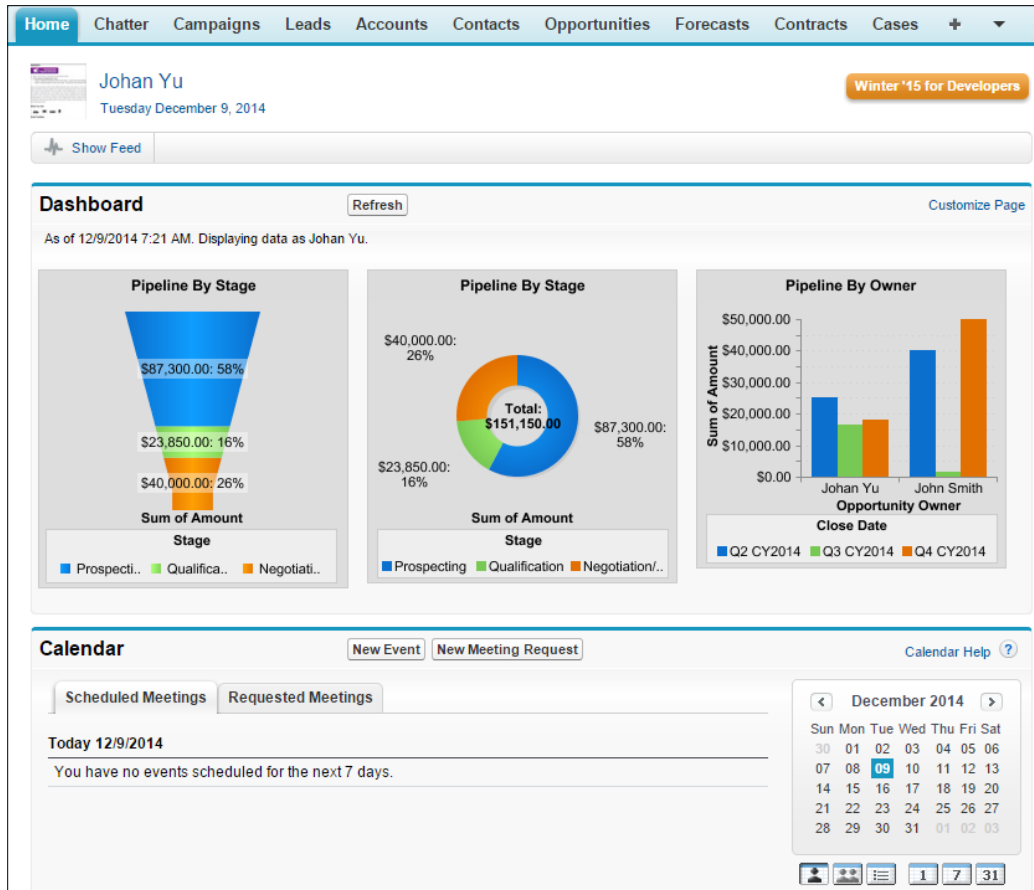 Home Chatter Campaigns Leads Accounts Contacts Opportunities Forecasts Contracts Cases +
Johan Yu
Tuesday December 9, 2014
Winter '15 for Developers
Show Feed
Dashboard
Refresh
Customize Page
As of 12/9/2014 7:21 AM. Displaying data as Johan Yu.
Pipeline By Stage
$87,300.00: 58%
$23,850.00: 16%
$40,000.00: 26%
Sum of Amount
Stage
Prospecti.. Qualifica.. Negotiati..
Pipeline By Stage
$40,000.00:
26%
Total:
$151,150.00
$87,300.00:
58%
$23,850.00:
16%
Sum of Amount
Stage
Prospecting Qualification Negotiation/..
Pipeline By Owner
Sum of Amount
$50,000.00
$40,000.00
$30,000.00
$20,000.00
$10,000.00
$0.00
Johan Yu John Smith
Opportunity Owner
Close Date
Q2 CY2014 Q3 CY2014 Q4 CY2014
Calendar
New Event New Meeting Request
Calendar Help ?
Scheduled Meetings Requested Meetings
Today 12/9/2014
You have no events scheduled for the next 7 days.
< December 2014 >
Sun Mon Tue Wed Thu Fri Sat
30 01 02 03 04 05 06
07 08 09 10 11 12 13
14 15 16 17 18 19 20
21 22 23 24 25 26 27
28 29 30 31 01 02 03
1 7 31